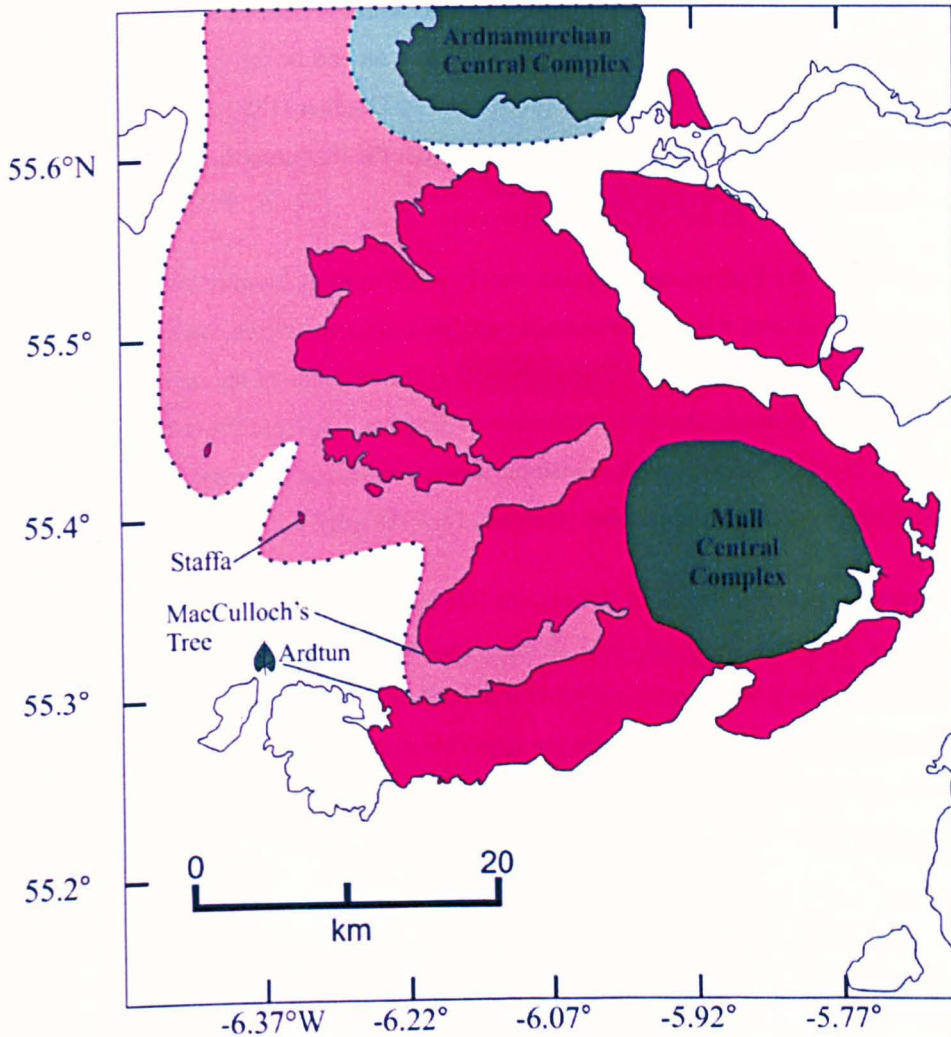 Ardnamurchan
Central Complex
55.6°N
55.5°
55.4°
Staffa
Mull
Central
Complex
MacCulloch's
Tree
Ardtun
55.3°
0
20
km
55.2°
-6.37°W
-6.22°
-6.07°
-5.92°
-5.77°